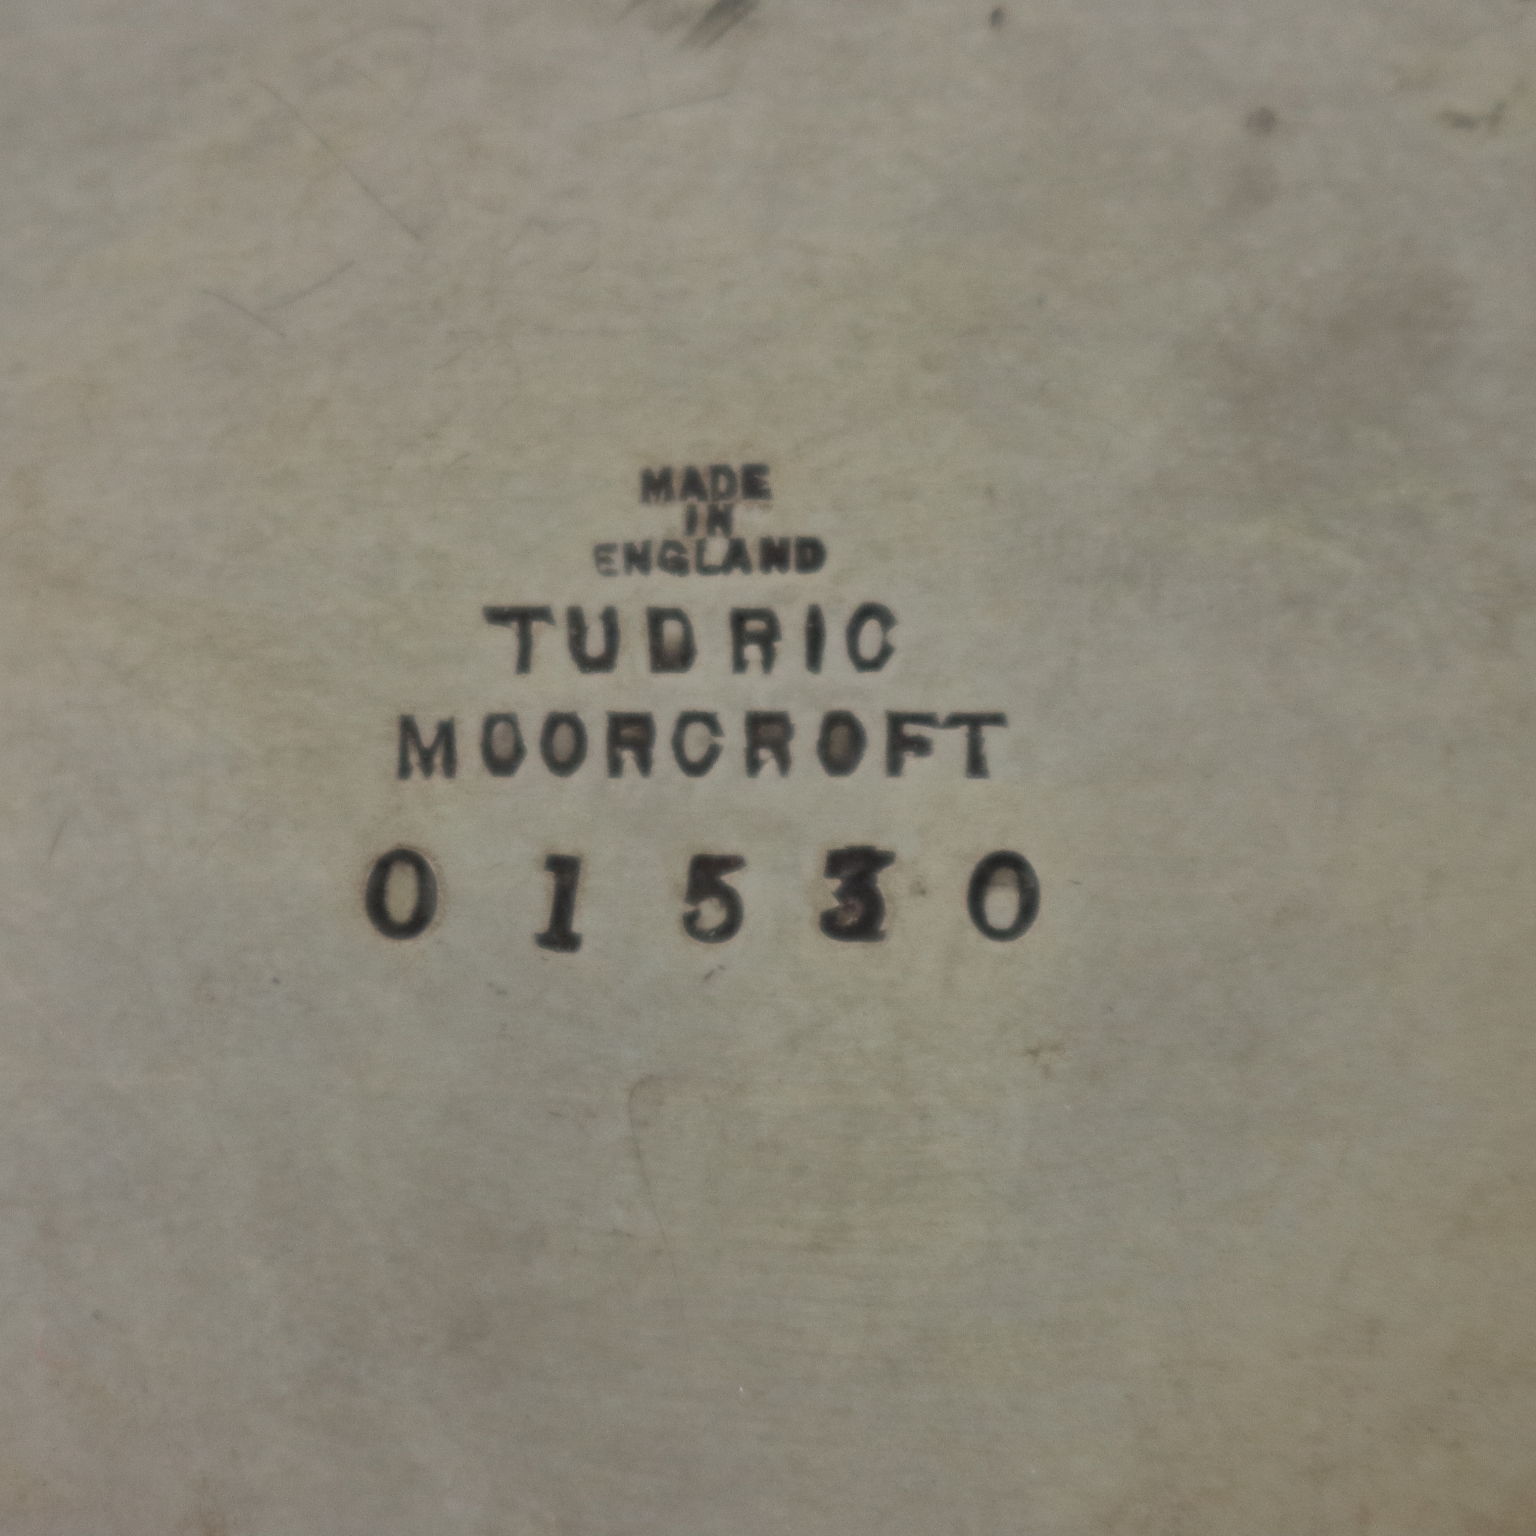 MADE
IN
ENGLAND
TUDRIC
MOORCROFT
01530